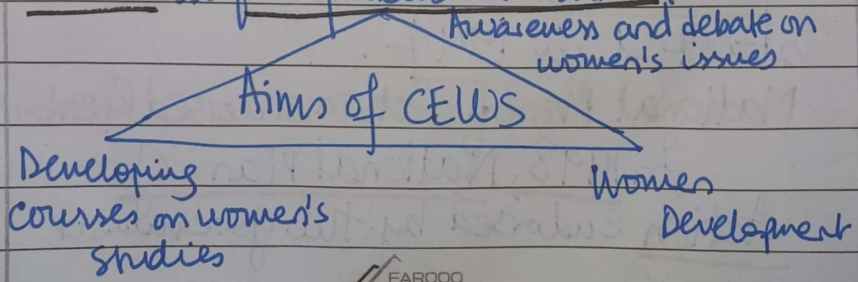 Awareness and debate on
women's issues
Aims of CEWS
Developing
courses on women's
studies
Women
Development
FAROOQ